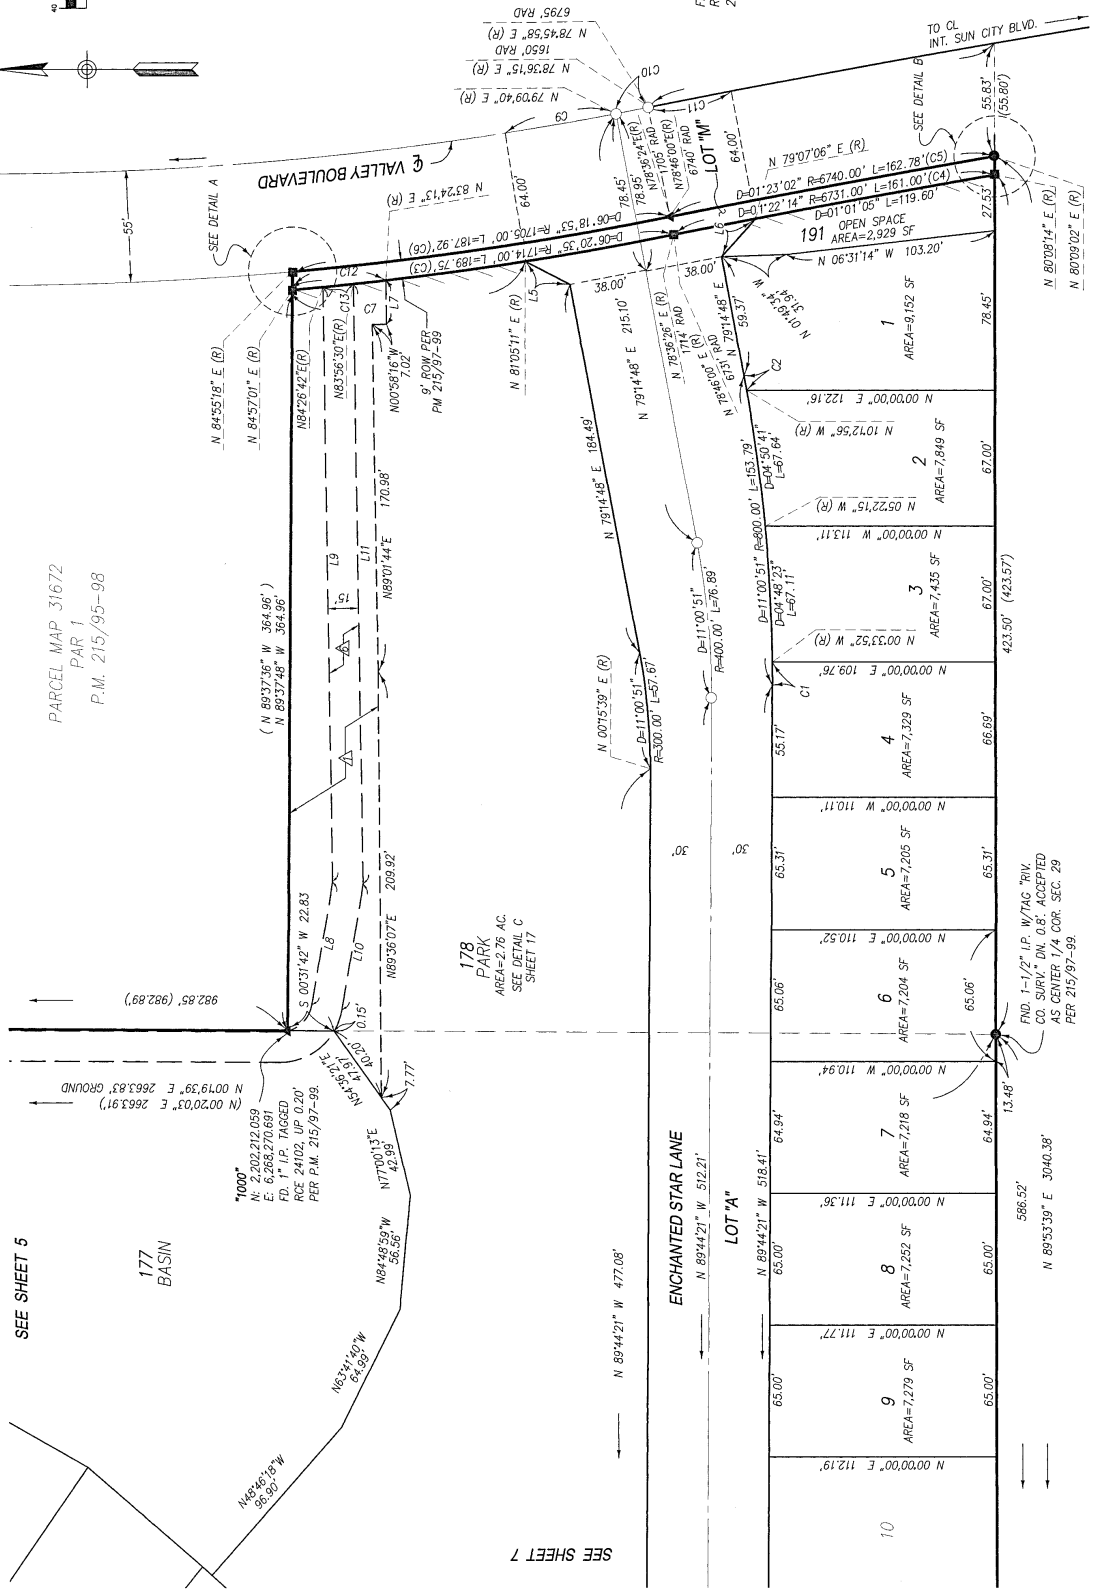 40
PARCEL MAP 31672
PAR 1
P.M. 215/95-98
SEE SHEET 5
177
BASIN
(N 00°20'03" E 2663.91')
N 00°19'39" E 2663.83' GROUND
982.85' (982.89')
"1000"
N: 2,202,212.059
E: 6,268,270.691
FD. 1" I.P. TAGGED
RCE 24102, UP 0.20'
PER P.M. 215/97-99.
N48°46'18"W
96.90'
N63°41'40"W
64.99'
N84°48'59"W
56.56'
N77°00'13"E
42.99'
7.77'
N54°36'21"E
47.97'
40.20'
0.15'
S 00°31'42" W 22.83
( N 89°37'36" W 364.96')
N 89°37'48" W 364.96'
L8
L9
L10
L11
15'
N89°36'07"E 209.92'
N89°01'44"E 170.98'
N00°58'16"W
7.02'
9' ROW PER
PM 215/97-99
C7
L7
C12
C13
SEE DETAIL A
55'
N 84°55'18" E (R)
N 84°57'01" E (R)
N84°26'42"E(R)
N83°56'30"E(R)
℄ VALLEY BOULEVARD
N 83°24'13" E (R)
64.00'
D=06°18'53" R=1705.00' L=187.92' (C6)
D=06°20'35" R=1714.00' L=189.75' (C3)
N 81°05'11" E (R)
L5
38.00'
38.00'
C9
C10
C11
N 79°09'40" E (R)
N 78°36'15" E (R)
1650' RAD
N 78°45'58" E (R)
6795' RAD
78.45'
78.95'
N78°36'24"E(R)
1705' RAD
N78°46'00"E(R)
6740' RAD
LOT "M"
64.00'
TO CL
INT. SUN CITY BLVD.
SEE DETAIL B
55.83'
(55.80')
N 79°07'06" E (R)
D=01°23'02" R=6740.00' L=162.78'(C5)
D=01°22'14" R=6731.00' L=161.00'(C4)
D=01°01'05" L=119.60'
191 OPEN SPACE
AREA=2,929 SF
27.53'
N 80°08'14" E (R)
N 80°09'02" E (R)
L6
N 06°31'14" W 103.20'
N 01°49'34" W
31.94'
N 79°14'48" E 215.10'
N 78°36'26" E (R)
1714' RAD
N 78°46'00" E (R)
6731' RAD
N 79°14'48" E
59.37'
C2
N 79°14'48" E 184.49'
178
PARK
AREA=2.76 AC.
SEE DETAIL C
SHEET 17
N 00°15'39" E (R)
D=11°00'51"
R=300.00' L=57.67'
D=11°00'51"
R=400.00' L=76.89'
D=11°00'51" R=800.00' L=153.79'
D=04°50'41"
L=67.64'
D=04°48'23"
L=67.11'
C1
30'
30'
N 89°44'21" W 477.08'
ENCHANTED STAR LANE
N 89°44'21" W 512.21'
LOT "A"
N 89°44'21" W 518.41'
SEE SHEET 7
1
AREA=9,152 SF
78.45'
N 00°00'00" E 122.16'
N 10°12'56" W (R)
2
AREA=7,849 SF
67.00'
N 05°22'15" W (R)
N 00°00'00" W 113.11'
3
AREA=7,435 SF
67.00'
423.50' (423.57')
N 00°33'52" W (R)
N 00°00'00" E 109.76'
55.17'
4
AREA=7,329 SF
66.69'
N 00°00'00" W 110.11'
65.31'
5
AREA=7,205 SF
65.31'
N 00°00'00" E 110.52'
65.06'
6
AREA=7,204 SF
65.06'
N 00°00'00" W 110.94'
64.94'
7
AREA=7,218 SF
64.94'
13.48'
N 00°00'00" E 111.36'
65.00'
8
AREA=7,252 SF
65.00'
N 00°00'00" E 111.77'
65.00'
9
AREA=7,279 SF
65.00'
N 00°00'00" E 112.19'
10
586.52'
N 89°53'39" E 3040.38'
FND. 1-1/2" I.P. W/TAG "RIV.
CO. SURV." DN. 0.8'. ACCEPTED
AS CENTER 1/4 COR. SEC. 29
PER 215/97-99.